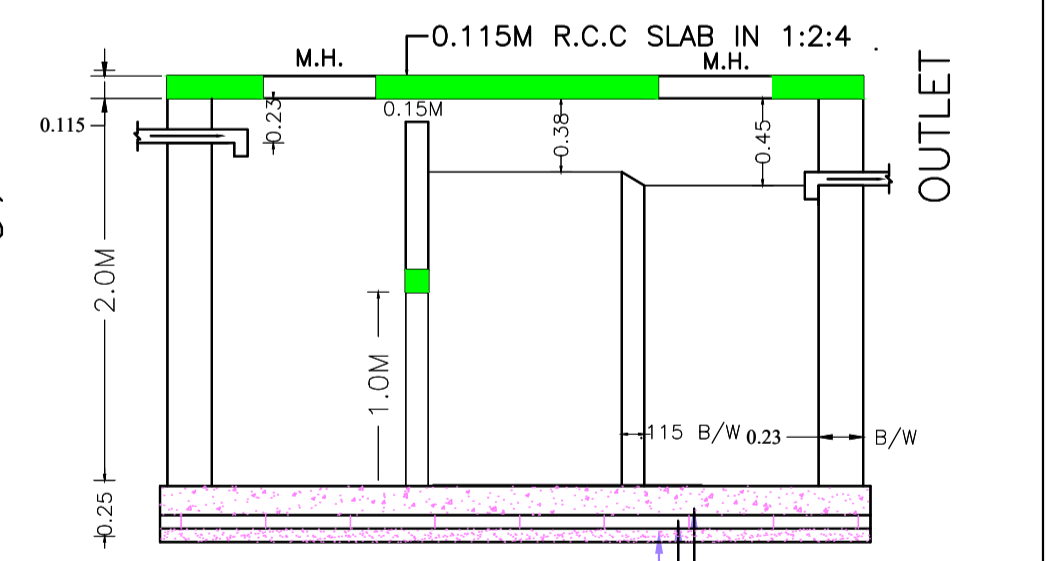 0.115M R.C.C SLAB IN 1:2:4 .
M.H.
M.H.
OUTLET
0.115
0.23
0.15M
0.38
0.45
2.0M
1.0M
.115 B/W
0.23
B/W
0.25